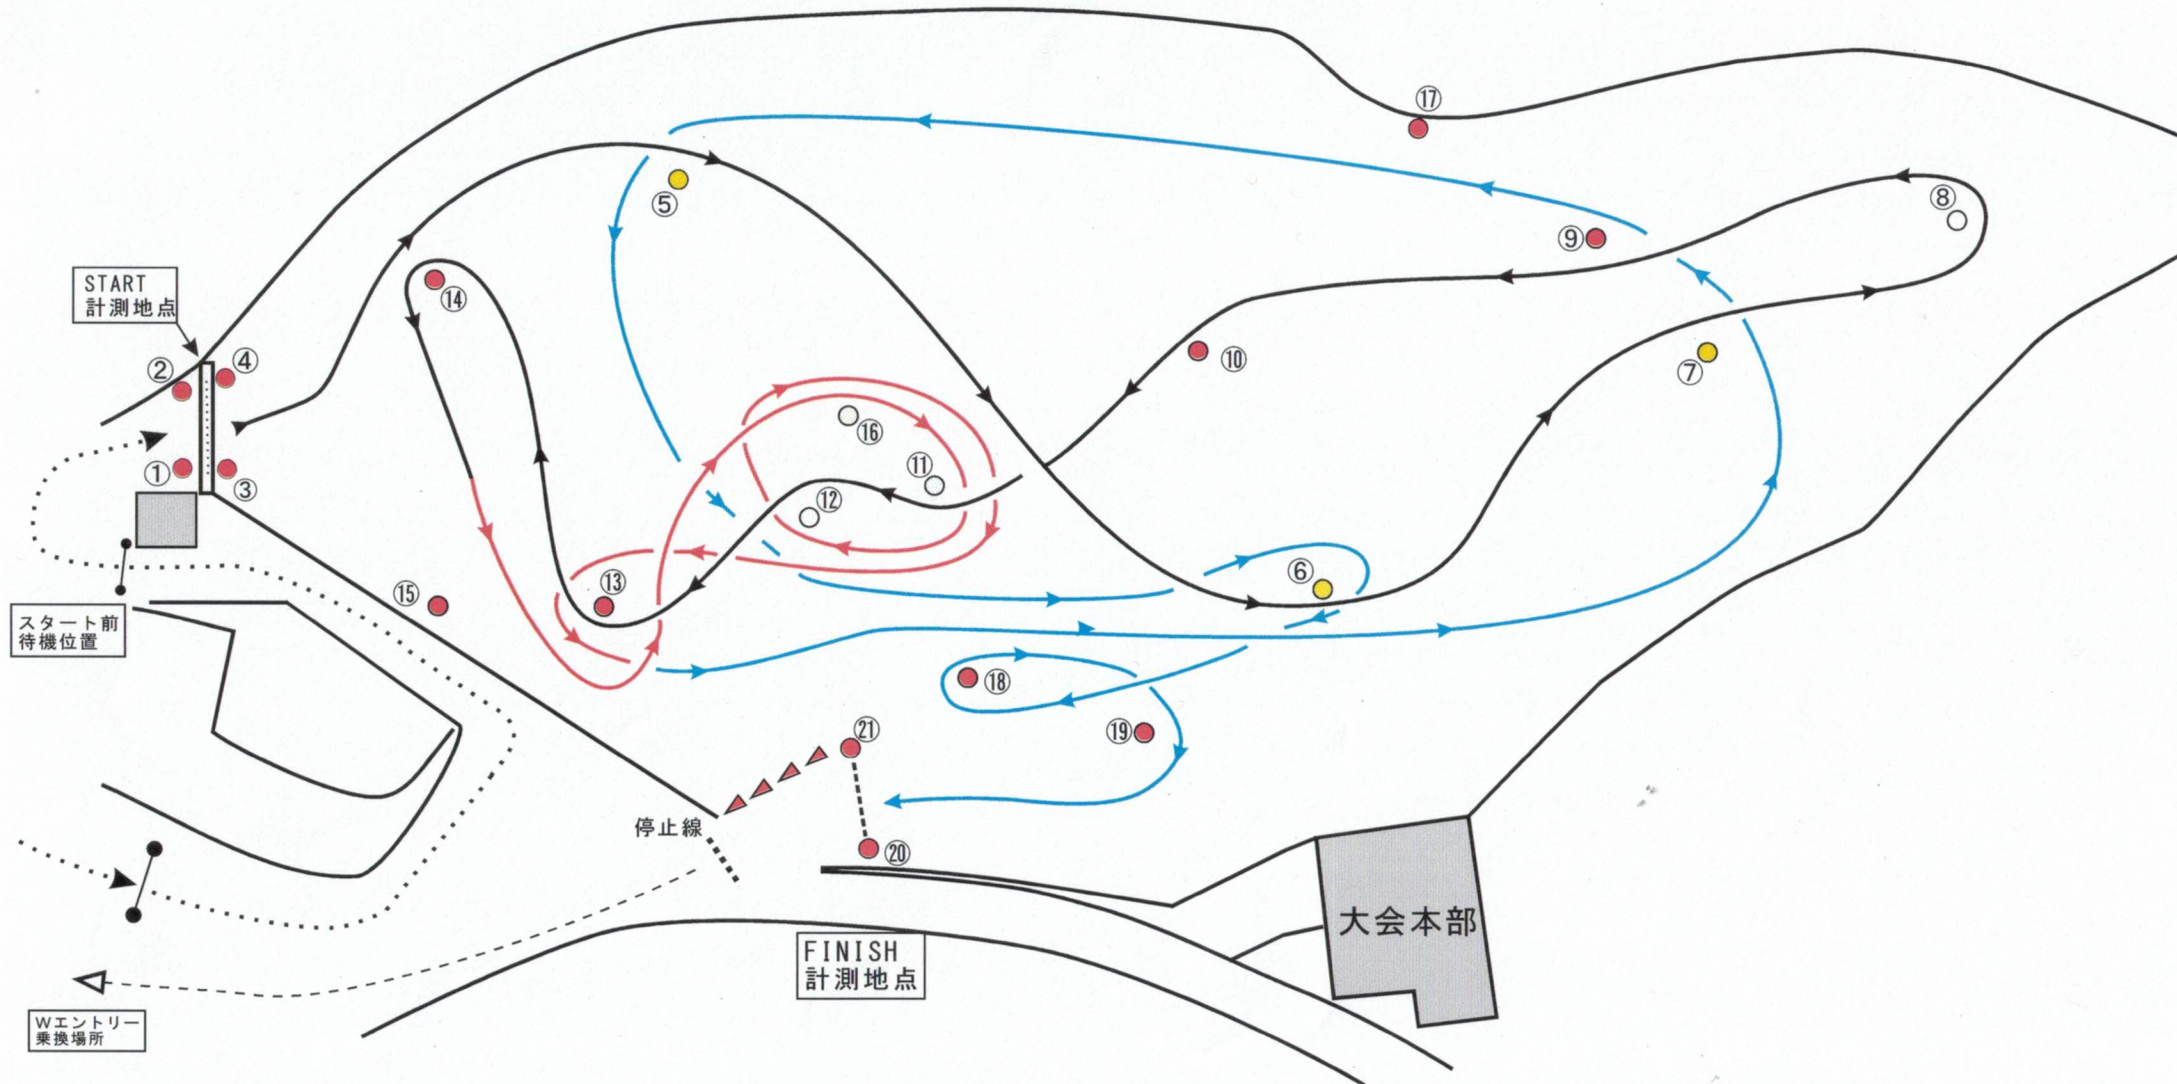 ⑰
⑧
⑤
⑨
START
計測地点
⑭
②
④
⑩
⑦
⑯
⑪
①
③
⑫
⑥
⑬
⑮
スタート前
待機位置
⑱
㉑
⑲
停止線
⑳
大会本部
FINISH
計測地点
Wエントリー
乗換場所